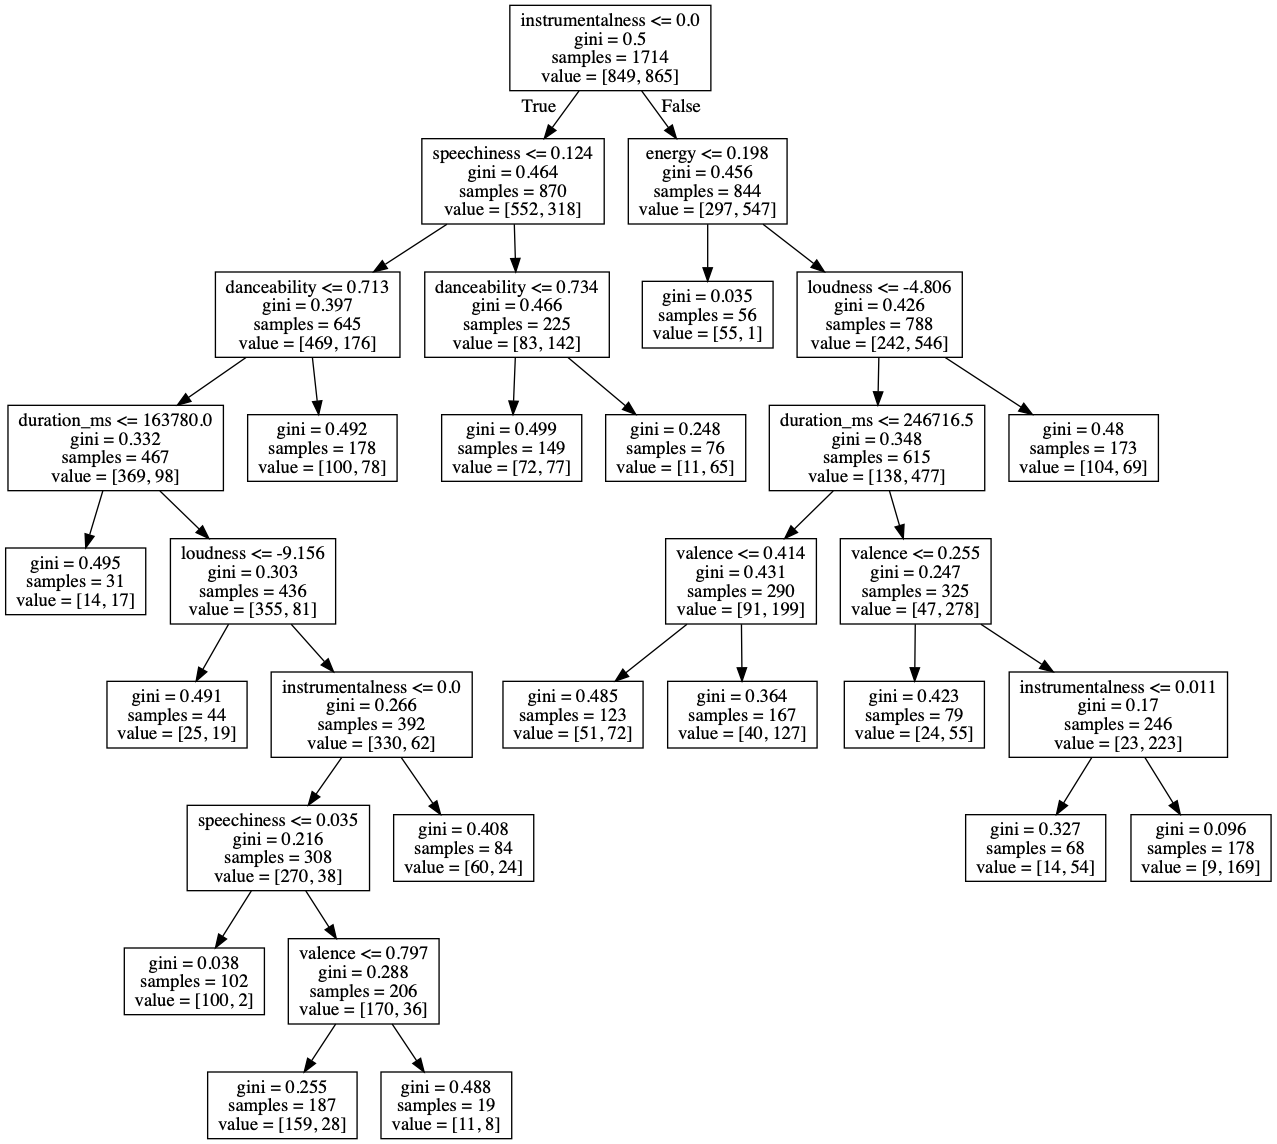 instrumentalness <= 0.0
gini = 0.5
samples = 1714
value = [849, 865]
True
False
speechiness <= 0.124
gini = 0.464
samples = 870
value = [552, 318]
energy <= 0.198
gini = 0.456
samples = 844
value = [297, 547]
danceability <= 0.713
gini = 0.397
samples = 645
value = [469, 176]
danceability <= 0.734
gini = 0.466
samples = 225
value = [83, 142]
gini = 0.035
samples = 56
value = [55, 1]
loudness <= -4.806
gini = 0.426
samples = 788
value = [242, 546]
duration_ms <= 163780.0
gini = 0.332
samples = 467
value = [369, 98]
gini = 0.492
samples = 178
value = [100, 78]
gini = 0.499
samples = 149
value = [72, 77]
gini = 0.248
samples = 76
value = [11, 65]
duration_ms <= 246716.5
gini = 0.348
samples = 615
value = [138, 477]
gini = 0.48
samples = 173
value = [104, 69]
gini = 0.495
samples = 31
value = [14, 17]
loudness <= -9.156
gini = 0.303
samples = 436
value = [355, 81]
valence <= 0.414
gini = 0.431
samples = 290
value = [91, 199]
valence <= 0.255
gini = 0.247
samples = 325
value = [47, 278]
gini = 0.491
samples = 44
value = [25, 19]
instrumentalness <= 0.0
gini = 0.266
samples = 392
value = [330, 62]
gini = 0.485
samples = 123
value = [51, 72]
gini = 0.364
samples = 167
value = [40, 127]
gini = 0.423
samples = 79
value = [24, 55]
instrumentalness <= 0.011
gini = 0.17
samples = 246
value = [23, 223]
speechiness <= 0.035
gini = 0.216
samples = 308
value = [270, 38]
gini = 0.408
samples = 84
value = [60, 24]
gini = 0.327
samples = 68
value = [14, 54]
gini = 0.096
samples = 178
value = [9, 169]
gini = 0.038
samples = 102
value = [100, 2]
valence <= 0.797
gini = 0.288
samples = 206
value = [170, 36]
gini = 0.255
samples = 187
value = [159, 28]
gini = 0.488
samples = 19
value = [11, 8]